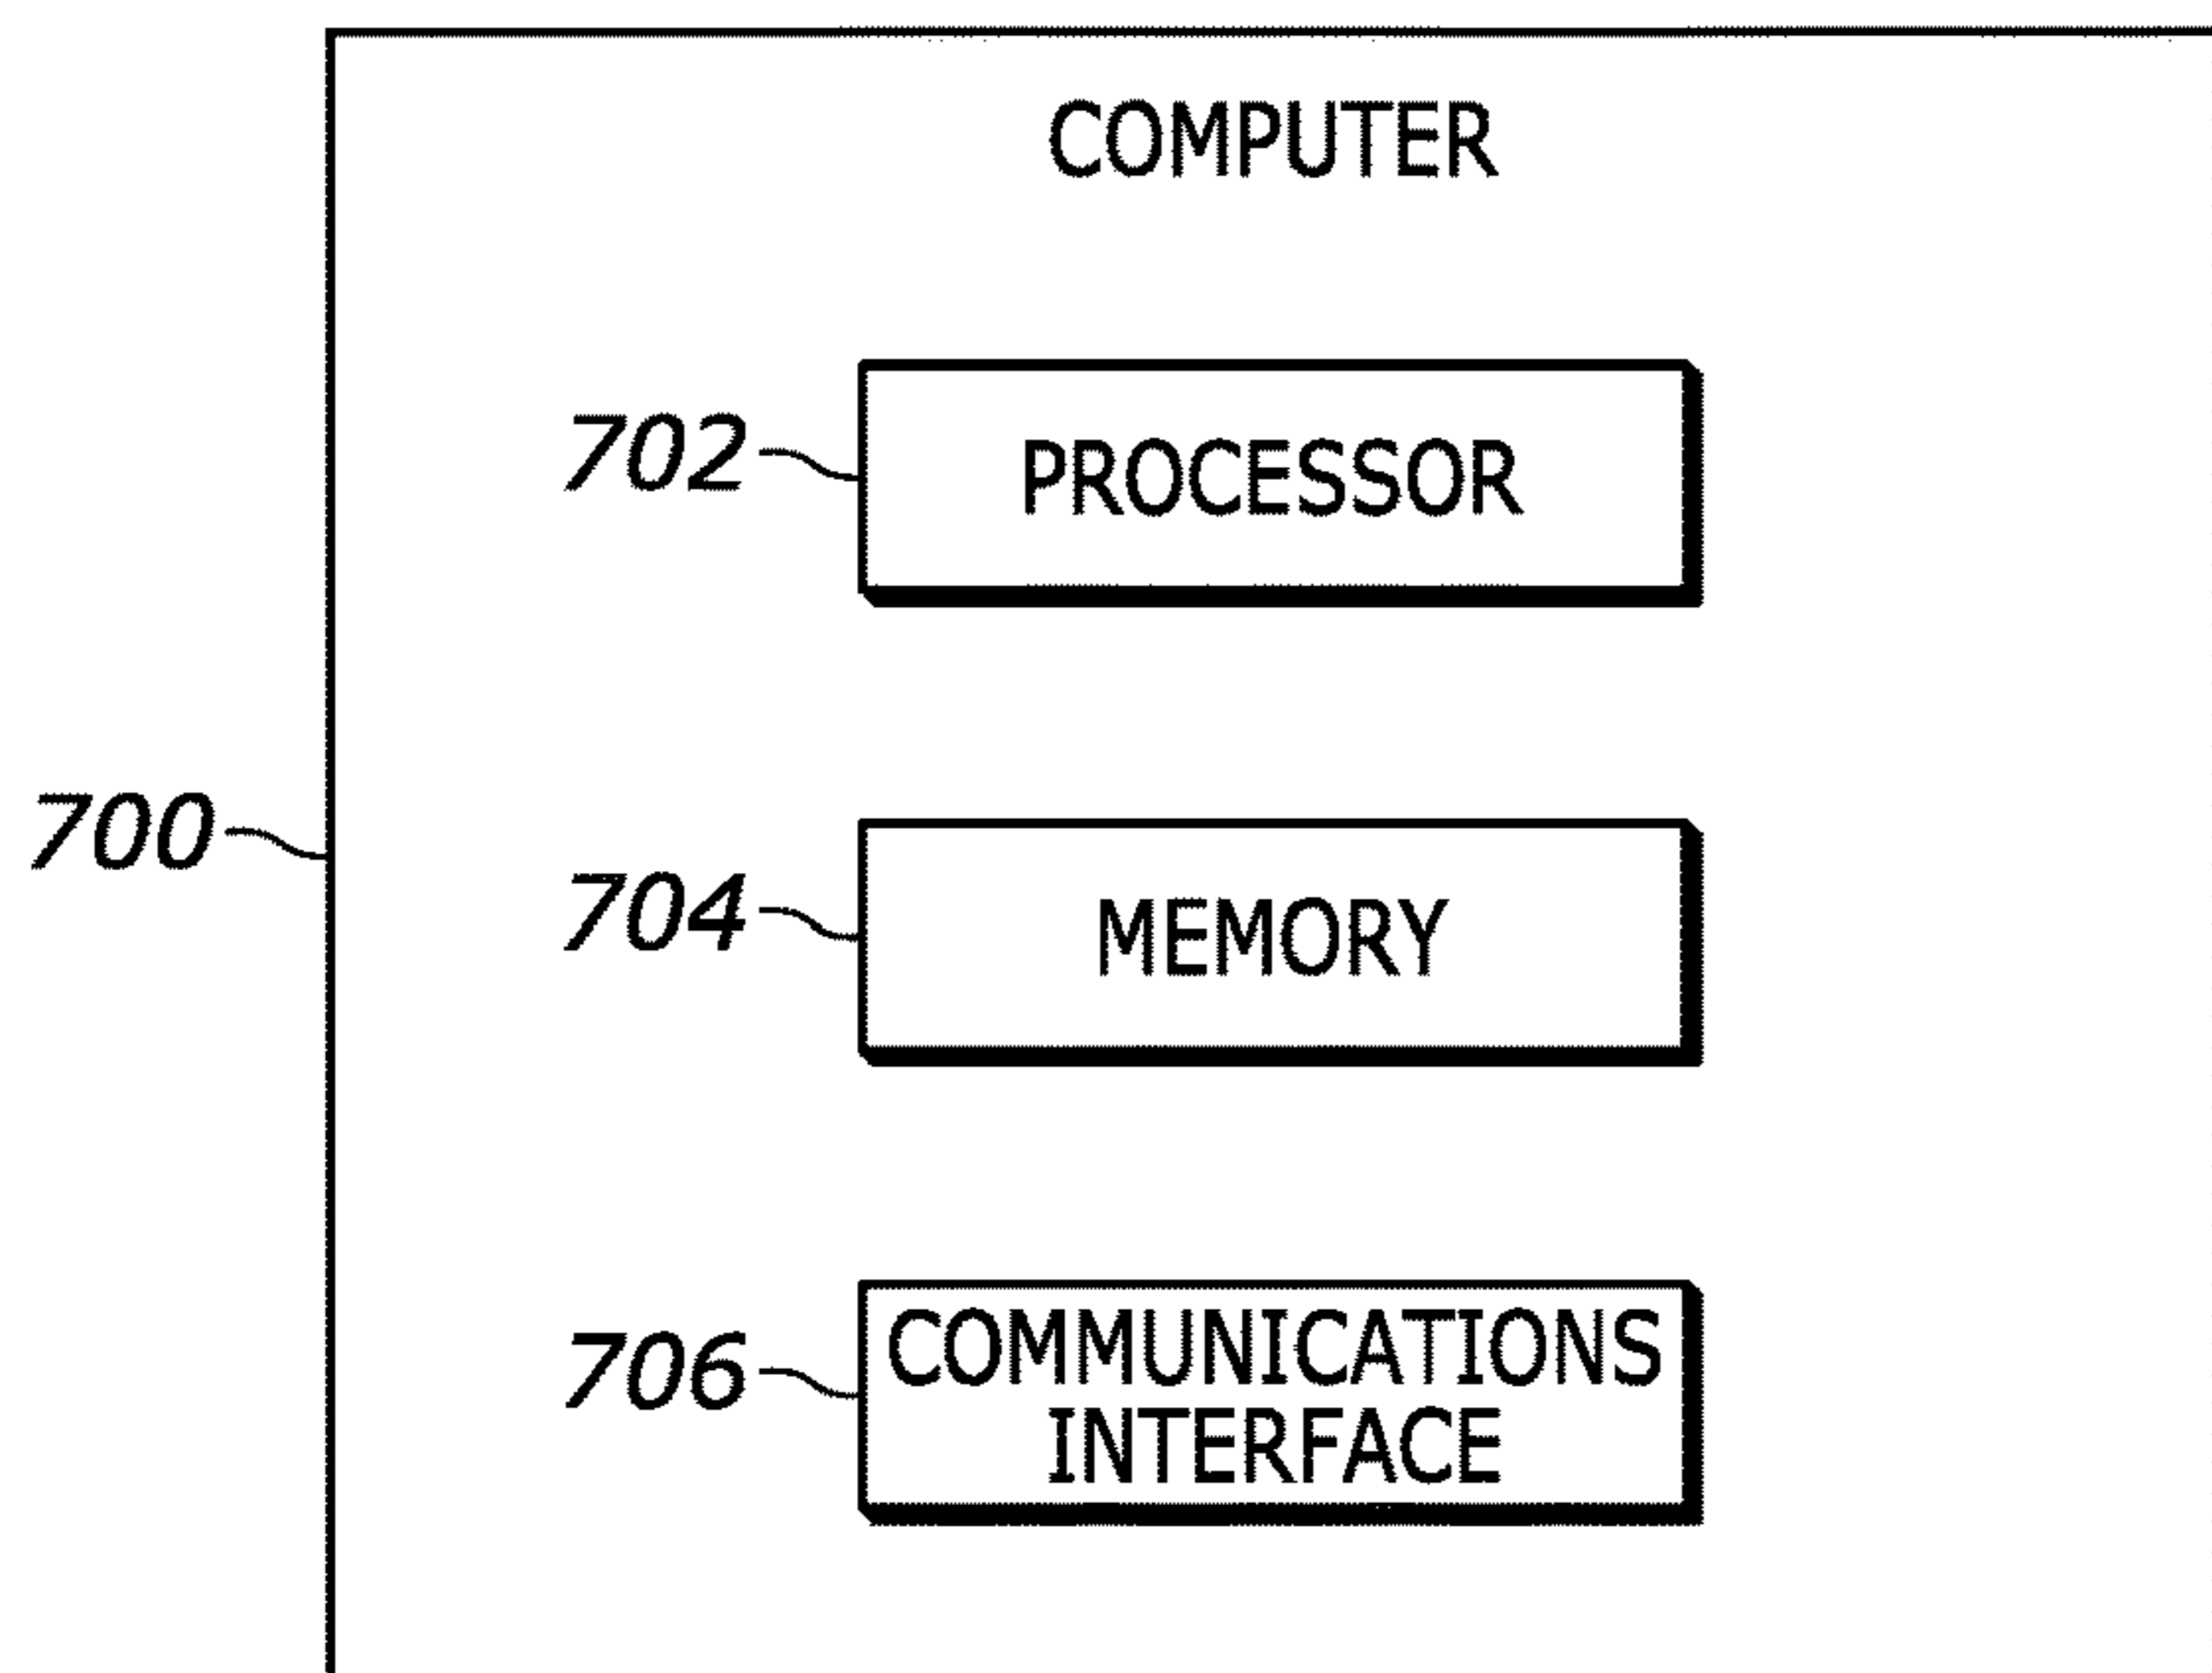 COMPUTER
702
PROCESSOR
700
704
MEMORY
706
COMMUNICATIONS
INTERFACE